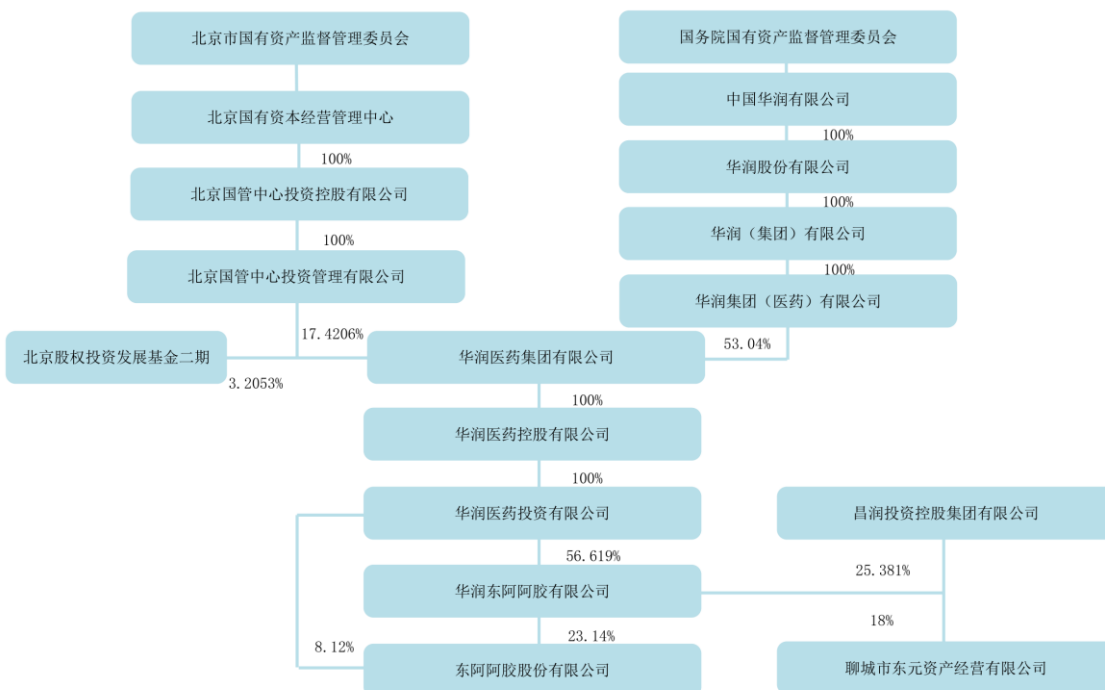 北京市国有资产监督管理委员会
国务院国有资产监督管理委员会
北京国有资本经营管理中心
中国华润有限公司
100%
100%
北京国管中心投资控股有限公司
华润股份有限公司
100%
100%
华润（集团）有限公司
北京国管中心投资管理有限公司
100%
华润集团（医药）有限公司
17.4206%
53.04%
北京股权投资发展基金二期
华润医药集团有限公司
3.2053%
100%
华润医药控股有限公司
100%
华润医药投资有限公司
昌润投资控股集团有限公司
56.619%
25.381%
华润东阿阿胶有限公司
18%
23.14%
8.12%
东阿阿胶股份有限公司
聊城市东元资产经营有限公司